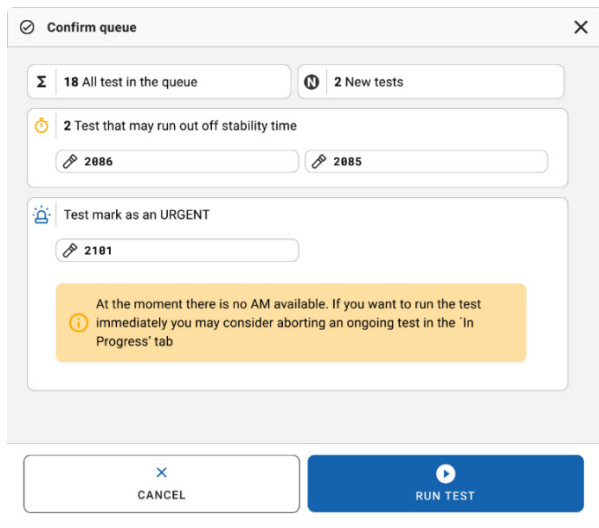 Confirm queue
Σ 18 All test in the queue
N 2 New tests
2 Test that may run out off stability time
2086
2085
Test mark as an URGENT
2101
At the moment there is no AM available. If you want to run the test
immediately you may consider aborting an ongoing test in the ´In
Progress’ tab
CANCEL
RUN TEST